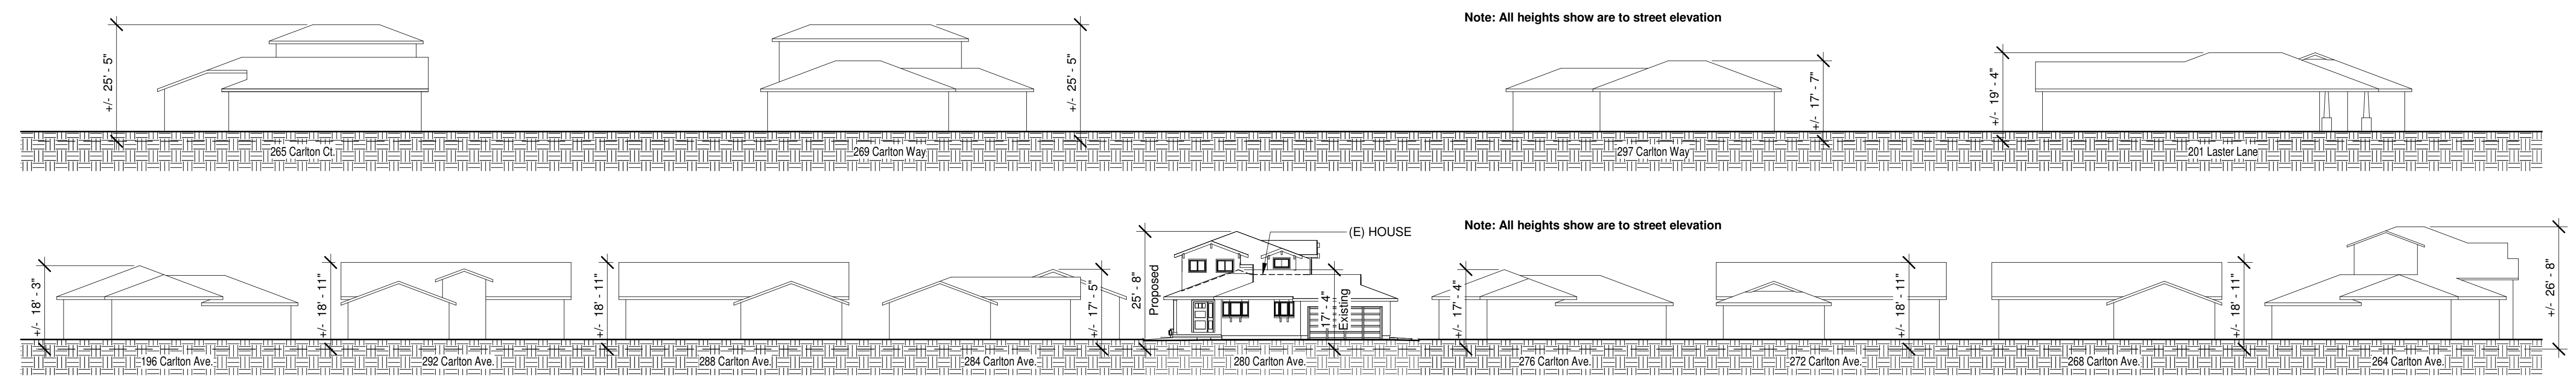 Note: All heights show are to street elevation
+/- 25' - 5"
+/- 25' - 5"
+/- 17' - 7"
+/- 19' - 4"
265 Carlton Ct.
269 Carlton Way
297 Carlton Way
201 Laster Lane
Note: All heights show are to street elevation
(E) HOUSE
+/- 18' - 3"
+/- 18' - 11"
+/- 18' - 11"
+/- 17' - 5"
25' - 8"
Proposed
17' - 4"
Existing
+/- 17' - 4"
+/- 18' - 11"
+/- 18' - 11"
+/- 26' - 8"
196 Carlton Ave.
292 Carlton Ave.
288 Carlton Ave.
284 Carlton Ave.
280 Carlton Ave.
276 Carlton Ave.
272 Carlton Ave.
268 Carlton Ave.
264 Carlton Ave.